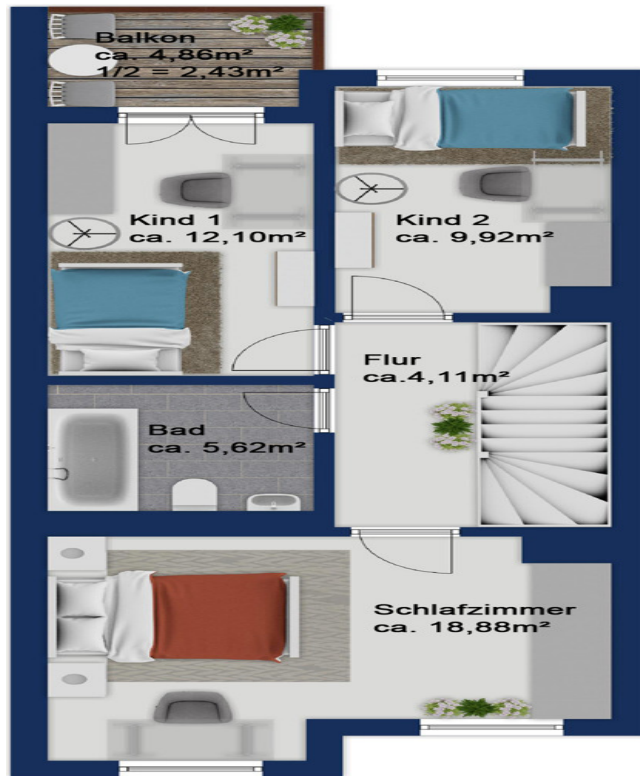 Balkon
ca. 4,86m²
1/2 = 2,43m²
Kind 1
ca. 12,10m²
Kind 2
ca. 9,92m²
Flur
ca.4,11m²
Bad
ca. 5,62m²
Schlafzimmer
ca. 18,88m²